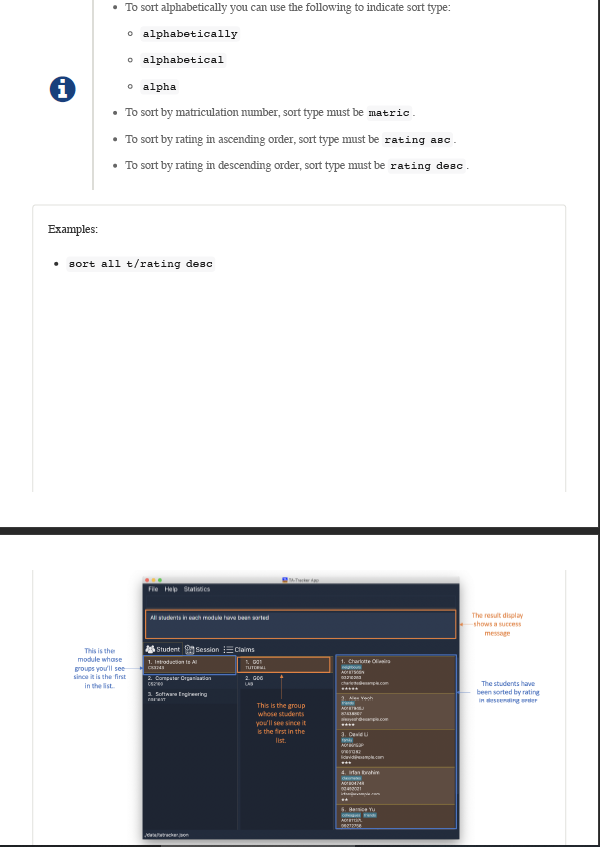 To sort alphabetically you can use the following to indicate sort type:
alphabetically
alphabetical
alpha
To sort by matriculation number, sort type must be matric .
To sort by rating in ascending order, sort type must be rating asc .
To sort by rating in descending order, sort type must be rating desc .
Examples:
sort all t/rating desc
TA-Tracker App
File Help Statistics
All students in each module have been sorted
The result display
shows a success
message
Student Session Claims
This is the
module whose
groups you'll see
since it is the first
in the list.
1. Introduction to AI
CS3243
2. Computer Organisation
CS2100
3. Software Engineering
1. G01
TUTORIAL
2. G06
LAB
This is the group
whose students
you'll see since it
is the first in the
list.
1. Charlotte Oliveiro
neighbours
93210283
charlotte@example.com
★★★★★
2. Alex Yeoh
friends
alexyeoh@example.com
★★★★
3. David Li
family
91031282
lidavid@example.com
★★★
4. Irfan Ibrahim
classmates
92492021
irfan@example.com
★★
5. Bernice Yu
colleagues friends
99272758
The students have
been sorted by rating
in descending order
/data/tatracker.json